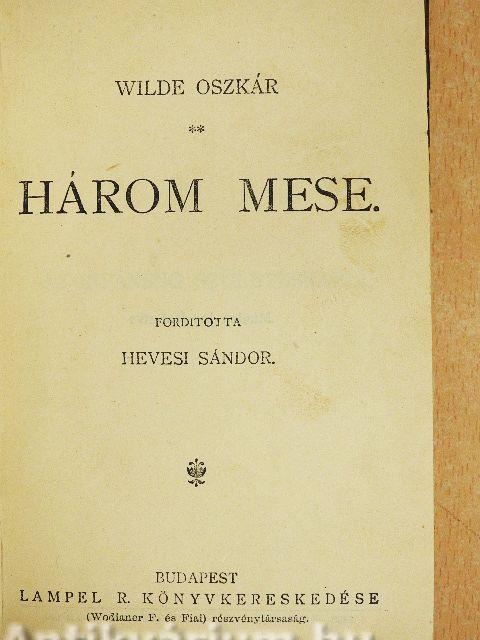 WILDE OSZKÁR
**
HÁROM MESE.
FORDITOTTA
HEVESI SÁNDOR.
BUDAPEST
LAMPEL R. KÖNYVKERESKEDÉSE
(Wodianer F. és Fiai) részvénytársaság.